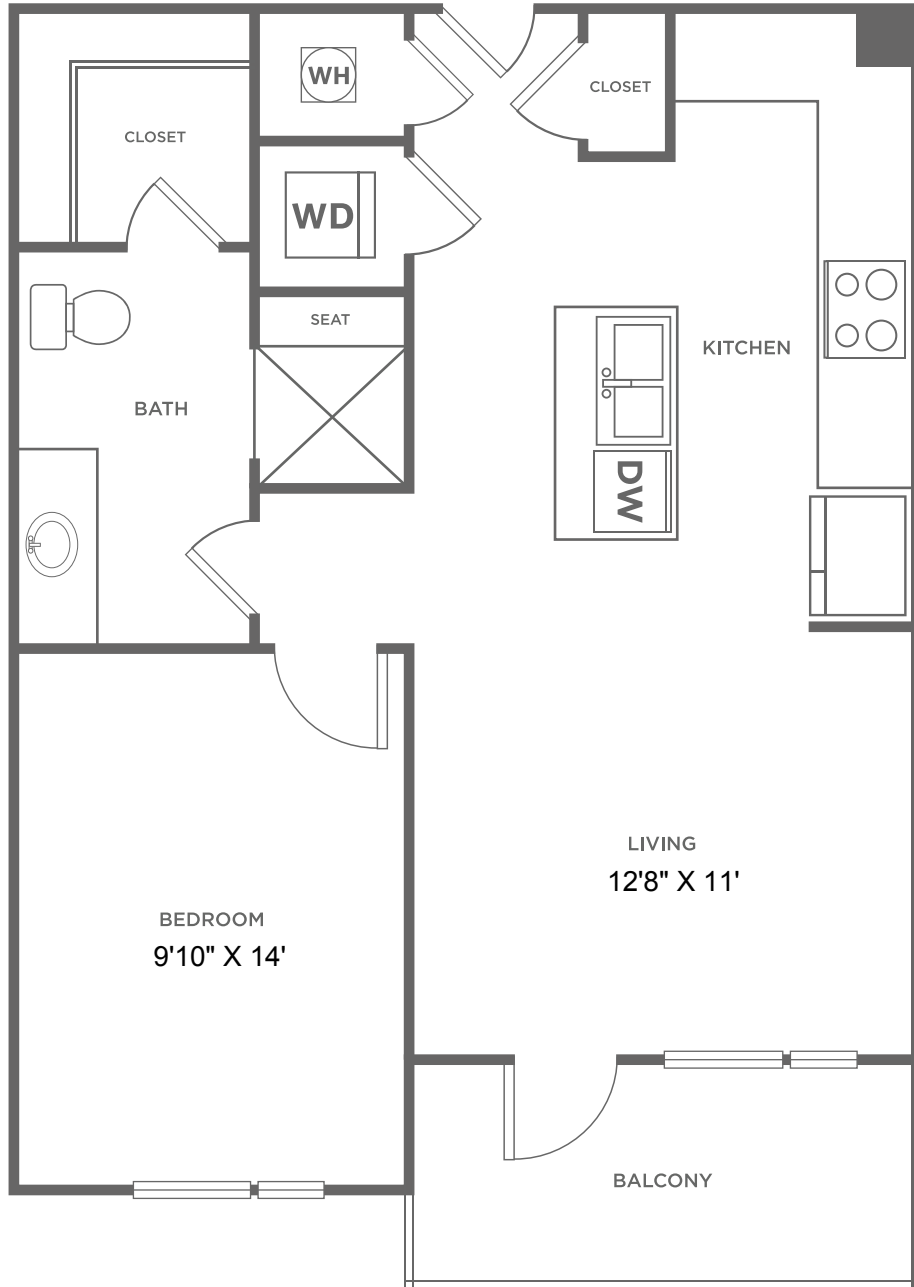 WH
CLOSET
CLOSET
WD
SEAT
KITCHEN
BATH
DW
LIVING
12'8" X 11'
BEDROOM
9'10" X 14'
BALCONY